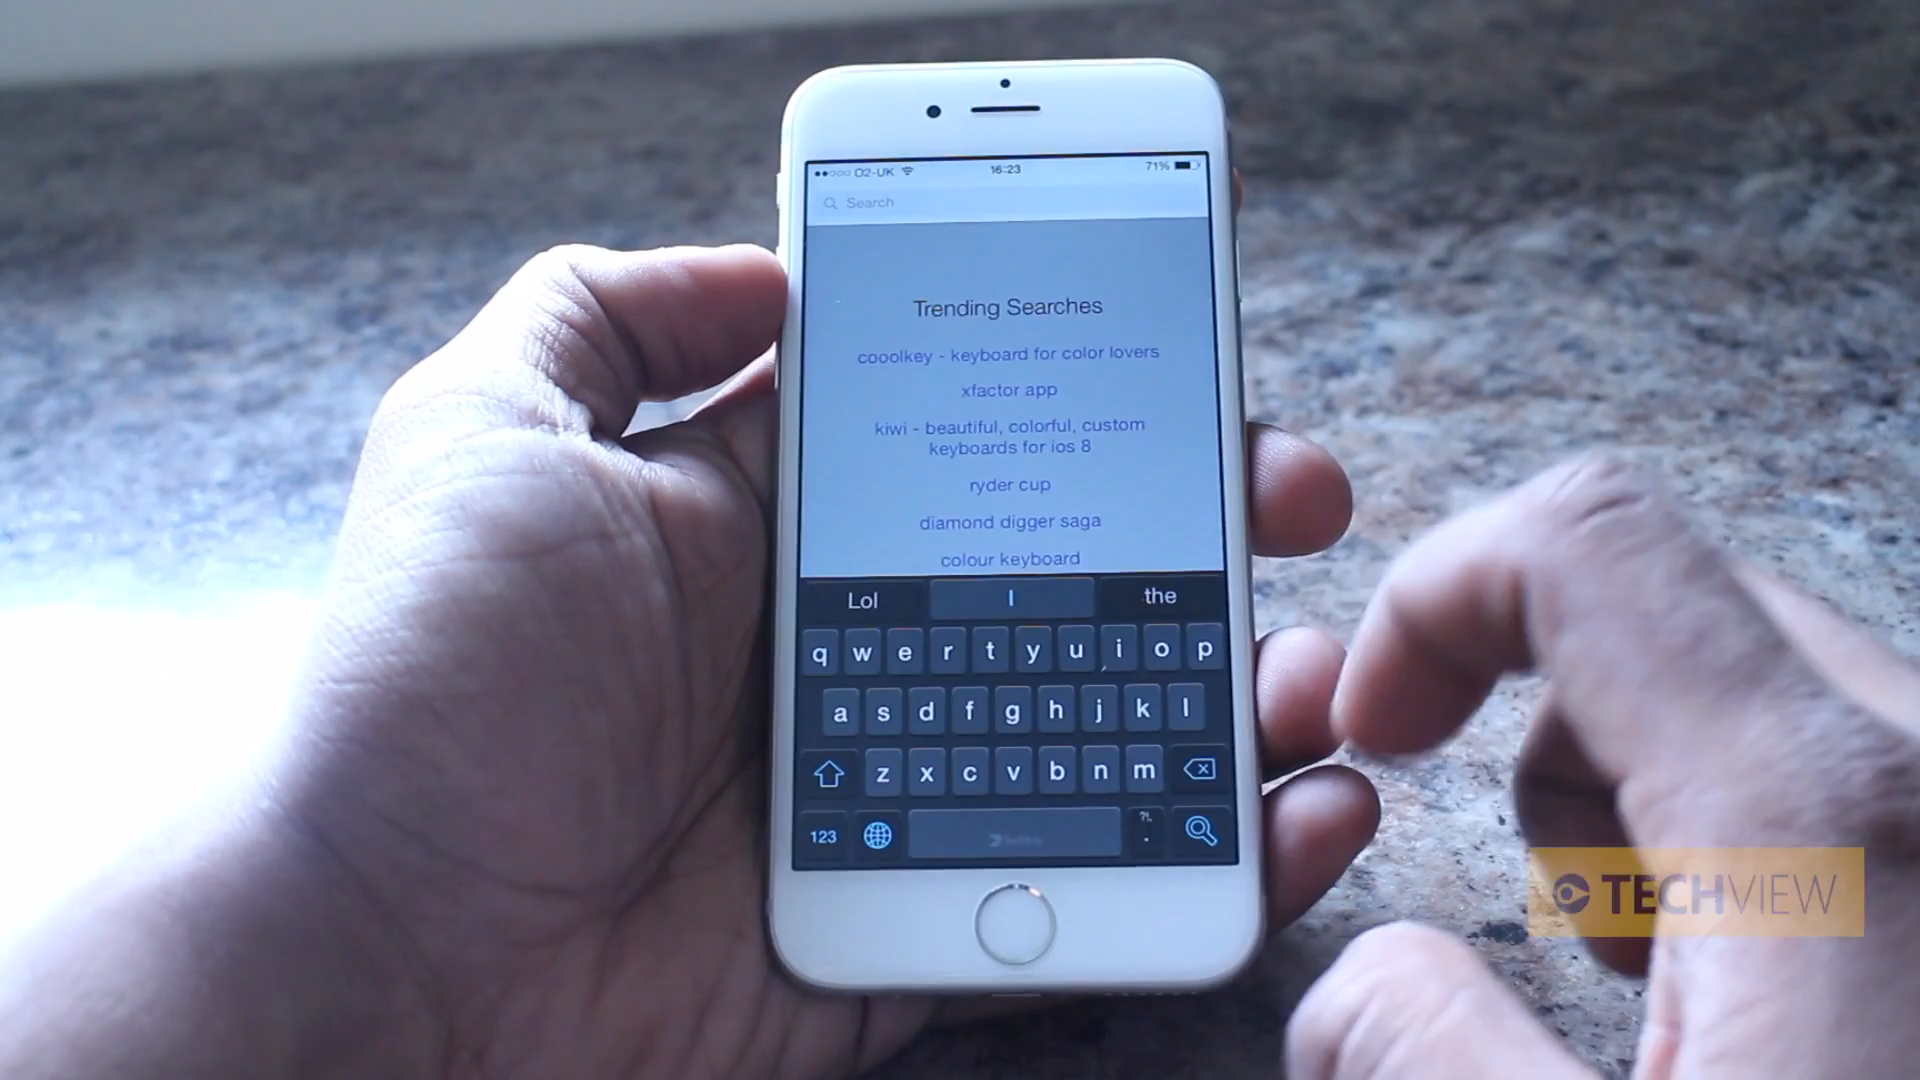 O2-UK 16:23 71%
Search
Trending Searches
cooolkey - keyboard for color lovers
xfactor app
kiwi - beautiful, colorful, custom
keyboards for ios 8
ryder cup
diamond digger saga
colour keyboard
Lol I the
q w e r t y u i o p
a s d f g h j k l
z x c v b n m
123 ?!, .
TECHVIEW